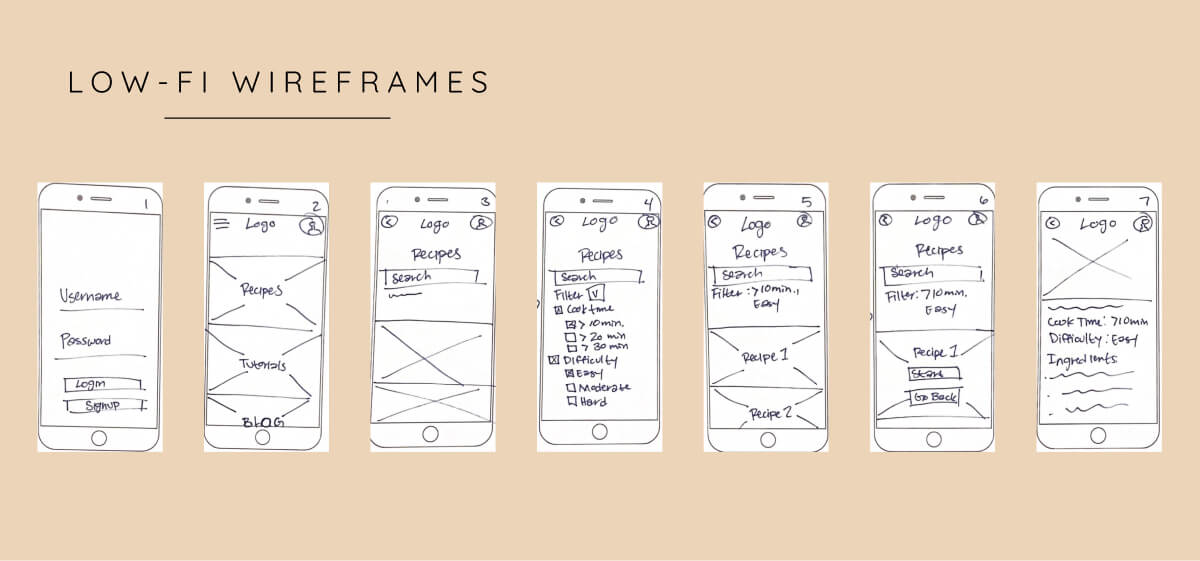 LOW-FI WIREFRAMES
1
Username
Password
Login
Signup
2
Logo
Recipes
Tutorials
BLOG
3
Logo
Recipes
Search
4
Logo
Recipes
Search
Filter V
Cook time
> 10 min.
> 20 min
> 30 min
Difficulty
Easy
Moderate
Hard
5
Logo
Recipes
Search
Filter: >10min.,
Easy
Recipe 1
Recipe 2
6
Logo
Recipes
Search
Filter: >10min,
Easy
Recipe 1
Start
Go Back
7
Logo
Cook Time: >10min
Difficulty: Easy
Ingredients